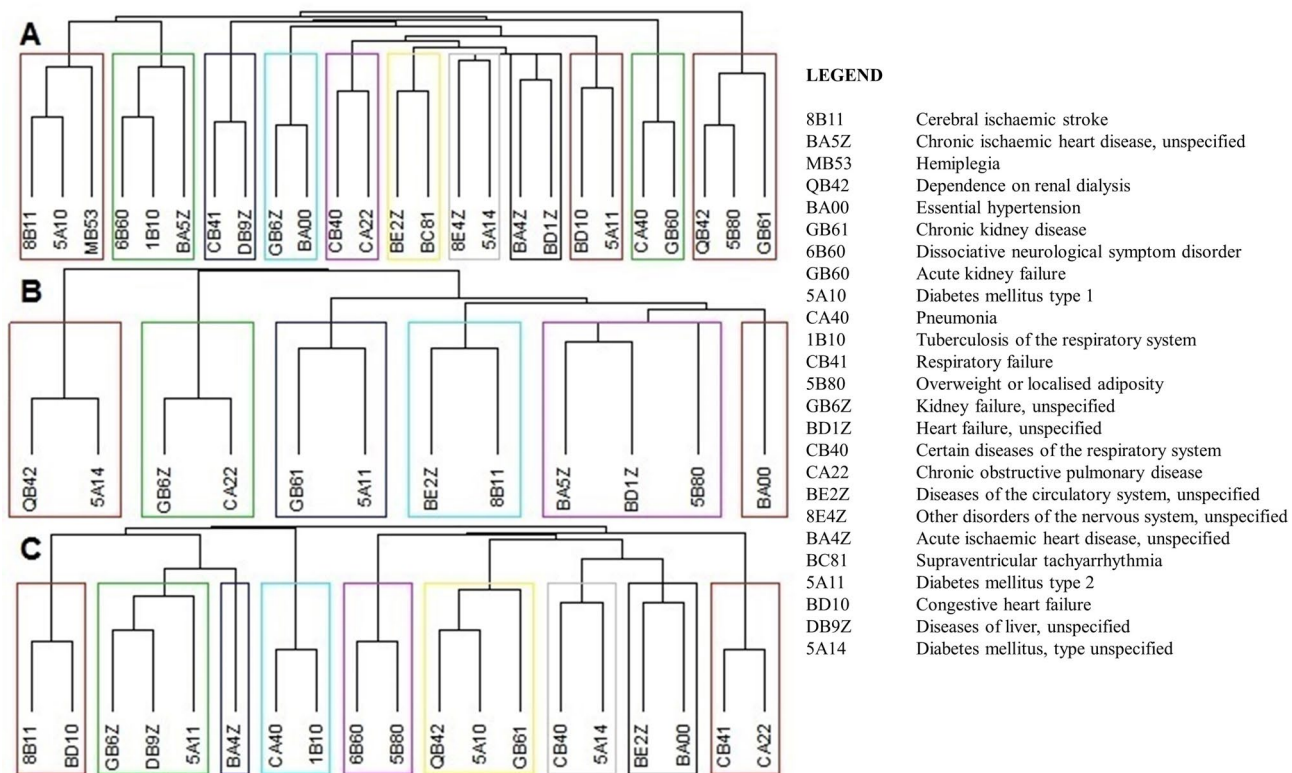 A
8B11 5A10 MB53 6B60 1B10 BA5Z CB41 DB9Z GB6Z BA00 CB40 CA22 BE2Z BC81 8E4Z 5A14 BA4Z BD1Z BD10 5A11 CA40 GB60 QB42 5B80 GB61
B
QB42 5A14 GB6Z CA22 GB61 5A11 BE2Z 8B11 BA5Z BD1Z 5B80 BA00
C
8B11 BD10 GB6Z DB9Z 5A11 BA4Z CA40 1B10 6B60 5B80 QB42 5A10 GB61 CB40 5A14 BE2Z BA00 CB41 CA22
LEGEND
8B11 Cerebral ischaemic stroke
BA5Z Chronic ischaemic heart disease, unspecified
MB53 Hemiplegia
QB42 Dependence on renal dialysis
BA00 Essential hypertension
GB61 Chronic kidney disease
6B60 Dissociative neurological symptom disorder
GB60 Acute kidney failure
5A10 Diabetes mellitus type 1
CA40 Pneumonia
1B10 Tuberculosis of the respiratory system
CB41 Respiratory failure
5B80 Overweight or localised adiposity
GB6Z Kidney failure, unspecified
BD1Z Heart failure, unspecified
CB40 Certain diseases of the respiratory system
CA22 Chronic obstructive pulmonary disease
BE2Z Diseases of the circulatory system, unspecified
8E4Z Other disorders of the nervous system, unspecified
BA4Z Acute ischaemic heart disease, unspecified
BC81 Supraventricular tachyarrhythmia
5A11 Diabetes mellitus type 2
BD10 Congestive heart failure
DB9Z Diseases of liver, unspecified
5A14 Diabetes mellitus, type unspecified